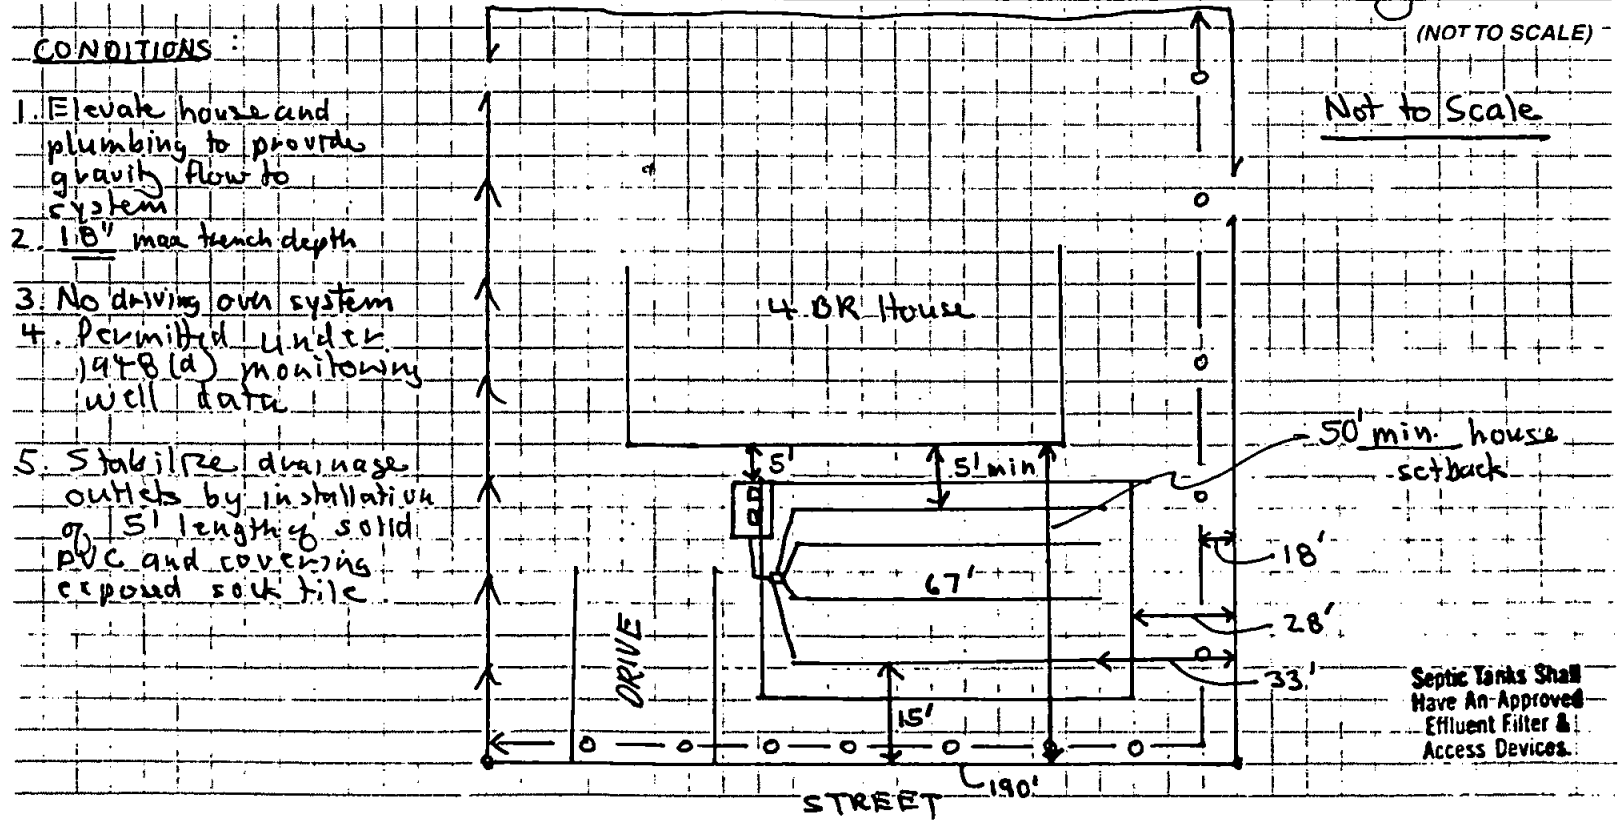 CONDITIONS :
1. Elevate house and
plumbing to provide
gravity flow to
system
2. 18" max trench depth
3. No driving over system
4. Permitted under
1948(d) monitoring
well data
5. Stabilize drainage
outlets by installation
of 15' length of solid
PVC and covering
exposed sock tile.
(NOT TO SCALE)
Not to Scale
4 BR House
5'
5' min
50' min. house
setback
18'
67'
28'
33'
DRIVE
15'
190'
STREET
Septic Tanks Shall
Have An Approved
Effluent Filter &
Access Devices.